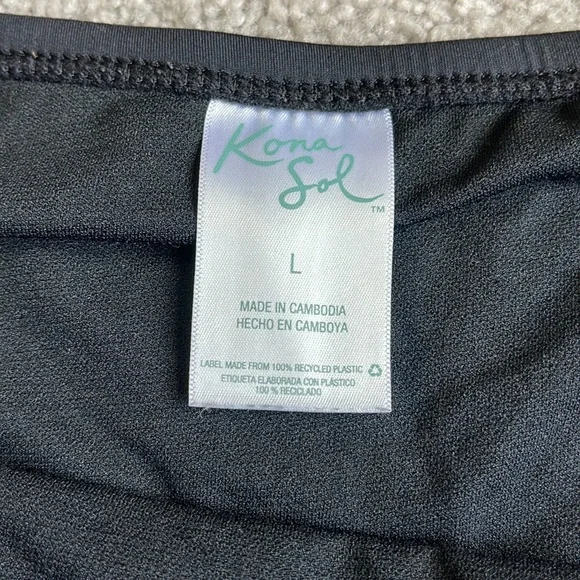 Kona
Sol
TM
L
MADE IN CAMBODIA
HECHO EN CAMBOYA
LABEL MADE FROM 100% RECYCLED PLASTIC
ETIQUETA ELABORADA CON PLÁSTICO
100 % RECICLADO